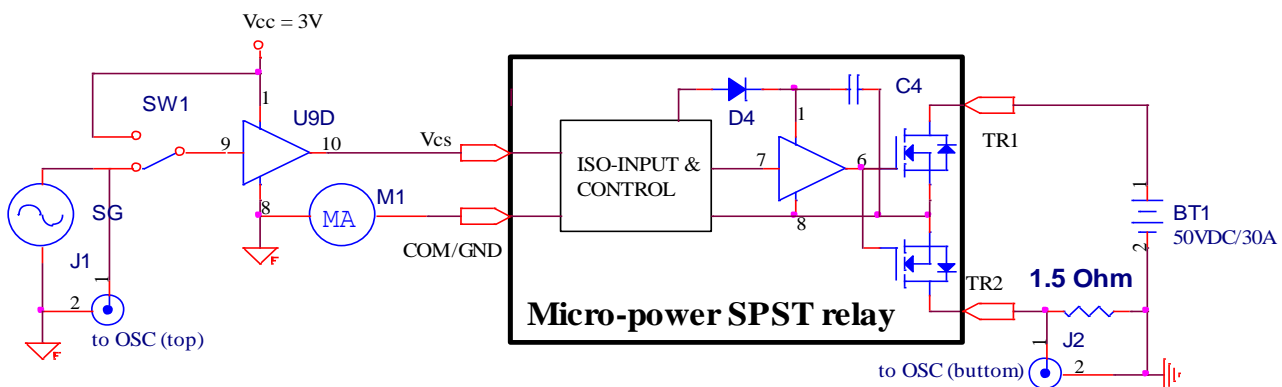 Vcc = 3V
SW1
1
U9D
9
10
Vcs
8
M1
MA
SG
J1
1
2
to OSC (top)
COM/GND
ISO-INPUT &
CONTROL
D4
C4
1
7
6
8
Micro-power SPST relay
TR1
TR2
1
BT1
50VDC/30A
2
1.5 Ohm
J2
1
2
to OSC (buttom)